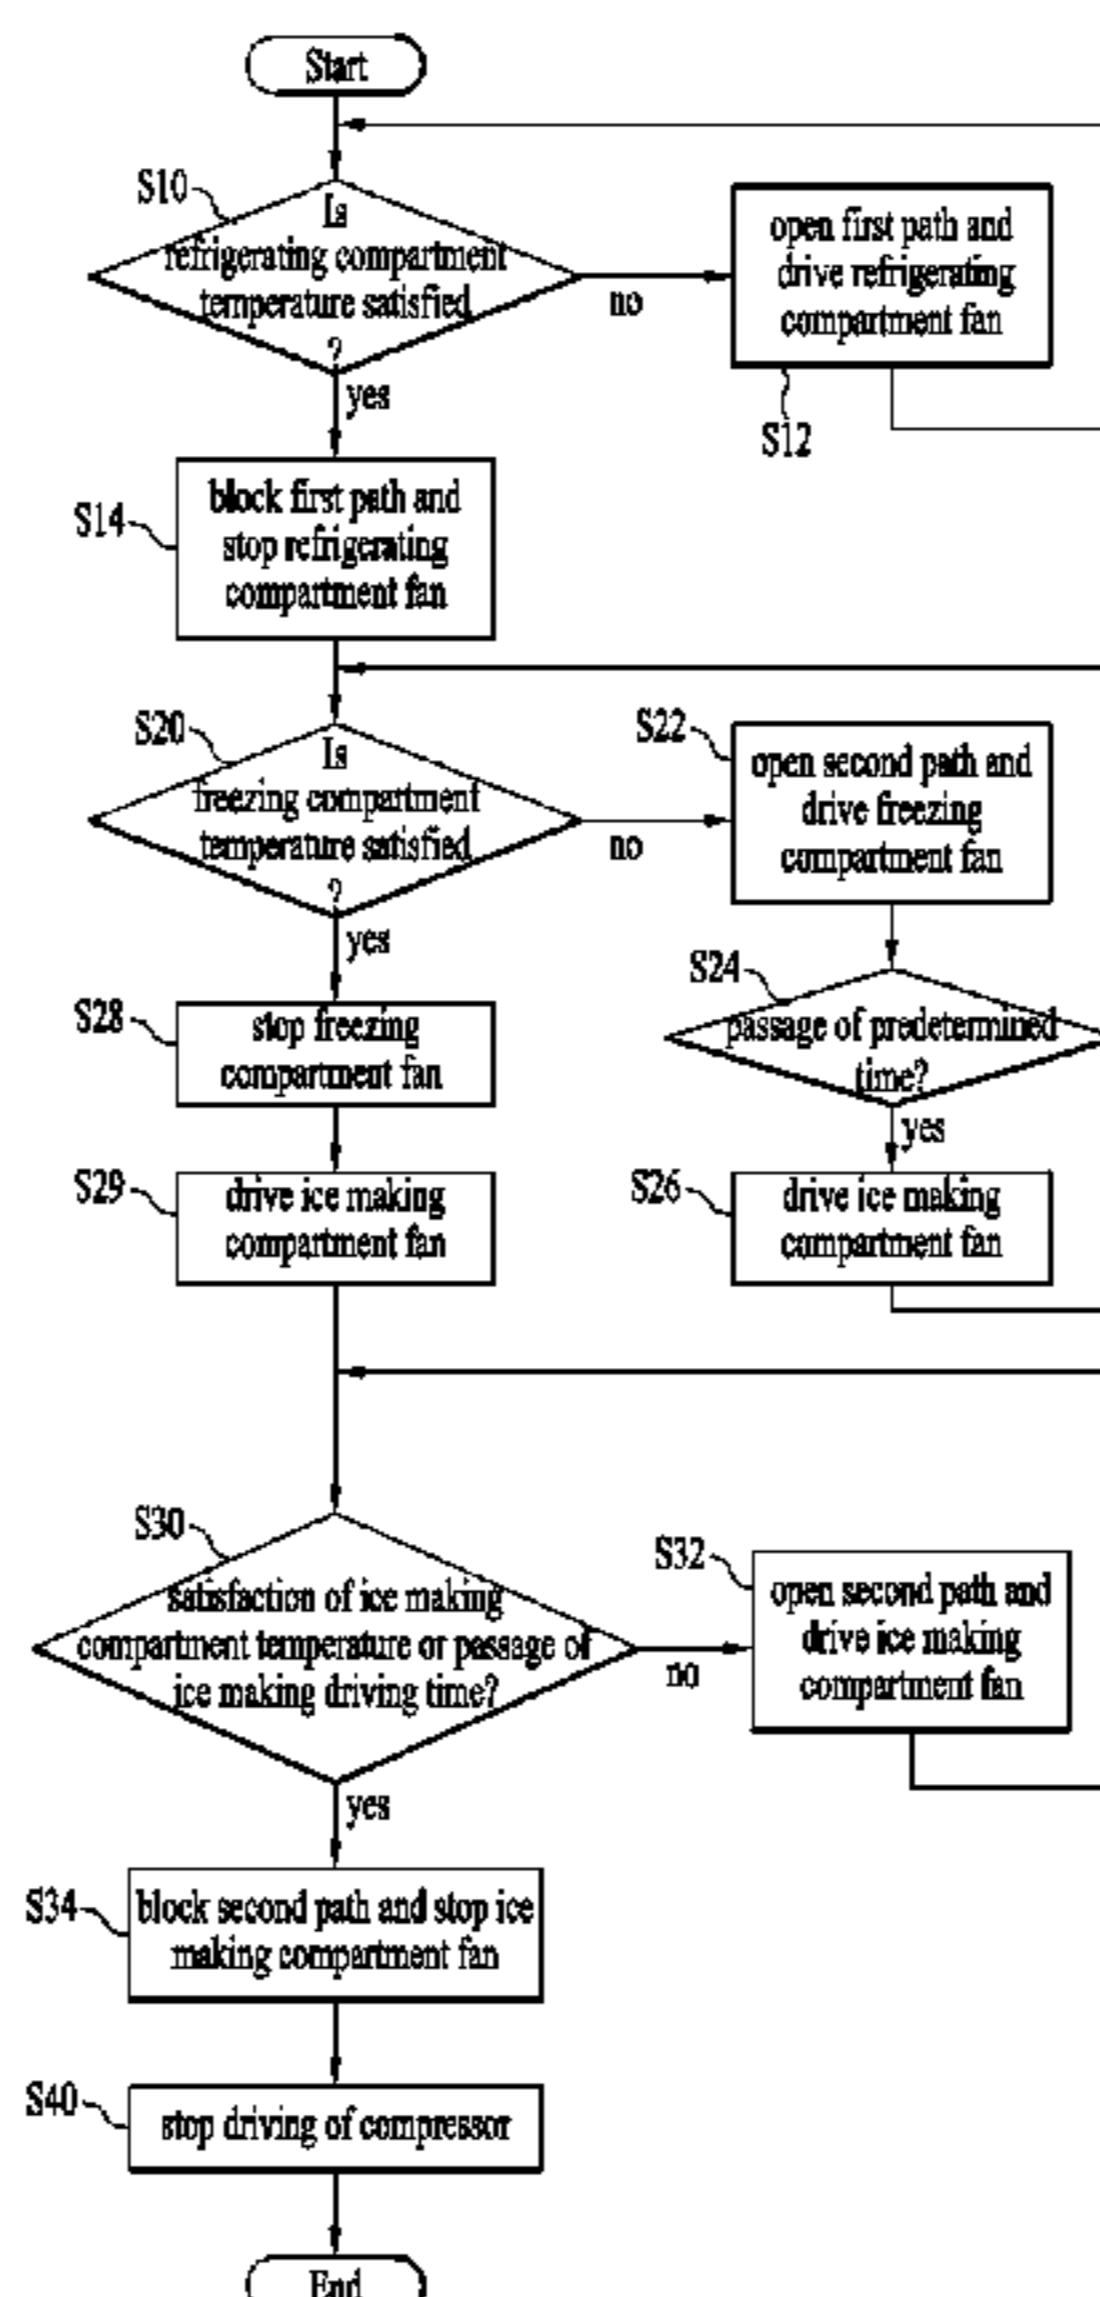 Start
S10
Is
refrigerating compartment
temperature satisfied
?
no
open first path and
drive refrigerating
compartment fan
S12
yes
S14
block first path and
stop refrigerating
compartment fan
S20
Is
freezing compartment
temperature satisfied
?
no
S22
open second path and
drive freezing
compartment fan
yes
S24
passage of predetermined
time?
yes
S28
stop freezing
compartment fan
S29
drive ice making
compartment fan
S26
drive ice making
compartment fan
S30
satisfaction of ice making
compartment temperature or passage of
ice making driving time?
no
S32
open second path and
drive ice making
compartment fan
yes
S34
block second path and stop ice
making compartment fan
S40
stop driving of compressor
End